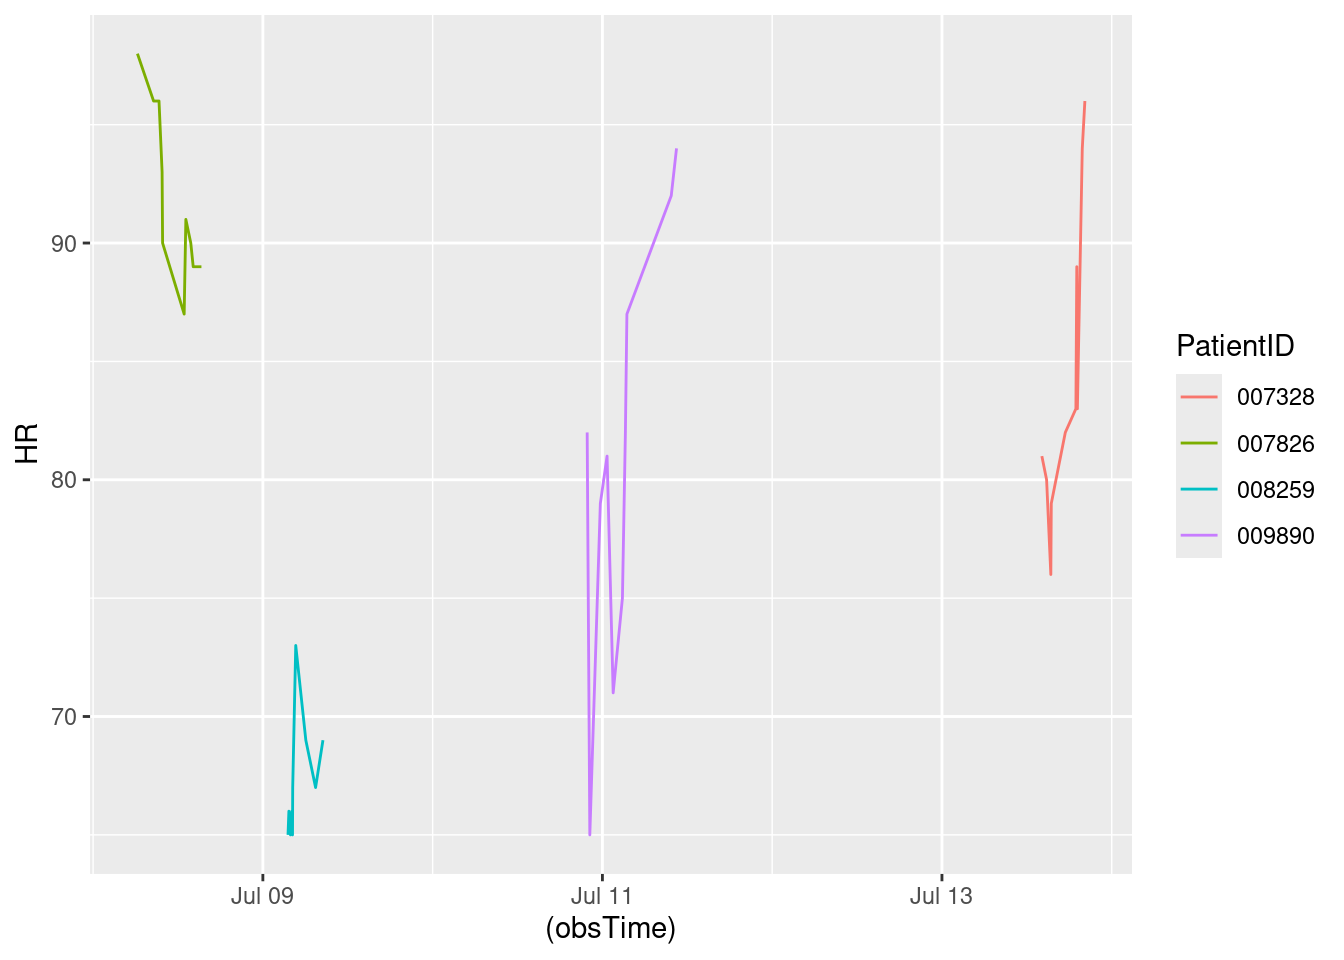 HR
90
80
70
Jul 09
Jul 11
Jul 13
(obsTime)
PatientID
007328
007826
008259
009890